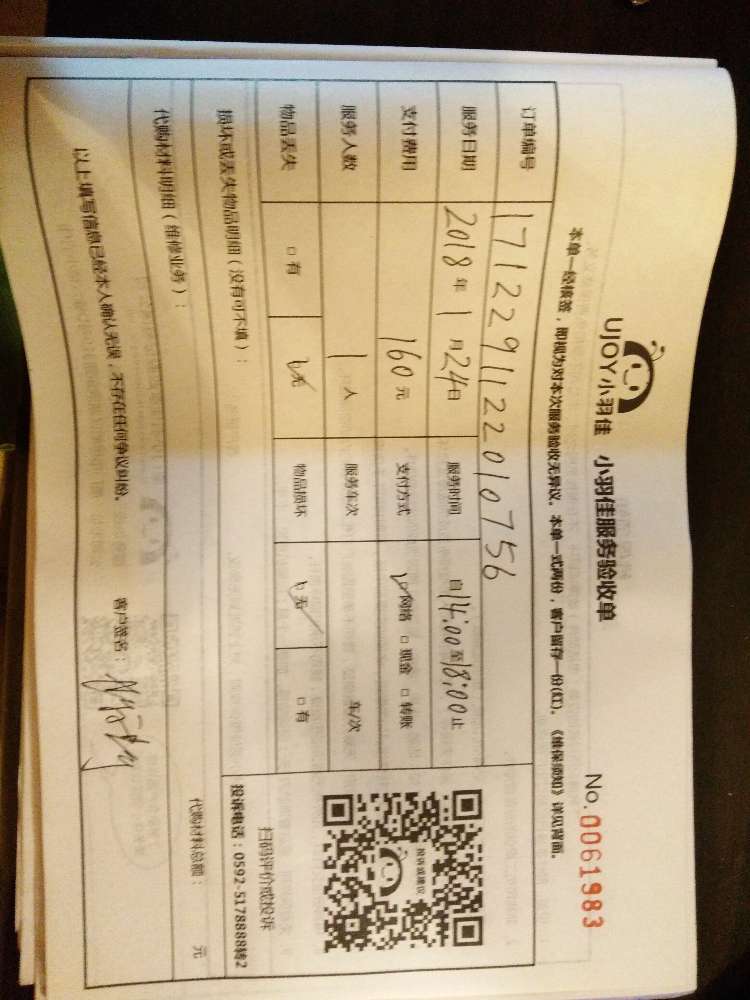 UJOY小羽佳 小羽佳服务验收单 No.0061983
本单一经核签，即视为对本次服务验收无异议。本单一式两份，客户留存一份(红)。《维保须知》详见背面。
订单编号 1712291122010756
服务日期 2018年1月24日 服务时间 自14:00至18:00止
支付费用 160元 支付方式 ☑网络 □现金 □转账
服务人数 1人 服务车次 车/次
物品丢失 □有 ☑无 物品损坏 ☑无 □有
投诉或建议
扫码评价或投诉
投诉电话：0592-5178888转2
损坏或丢失物品明细（没有可不填）：
代购材料明细（维修业务）： 代购材料总额： 元
以上填写信息已经本人确认无误，不存在任何争议纠纷。 客户签名：